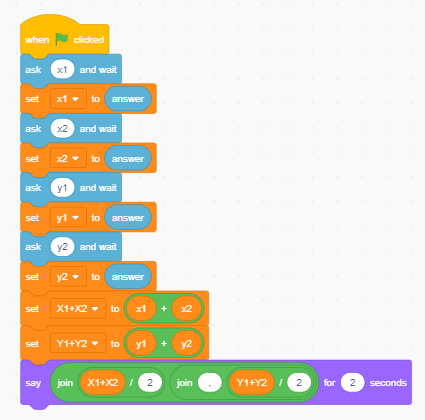 when clicked
ask x1 and wait
set x1 to answer
ask x2 and wait
set x2 to answer
ask y1 and wait
set y1 to answer
ask y2 and wait
set y2 to answer
set X1+X2 to x1 + x2
set Y1+Y2 to y1 + y2
say join X1+X2 / 2 join , Y1+Y2 / 2 for 2 seconds